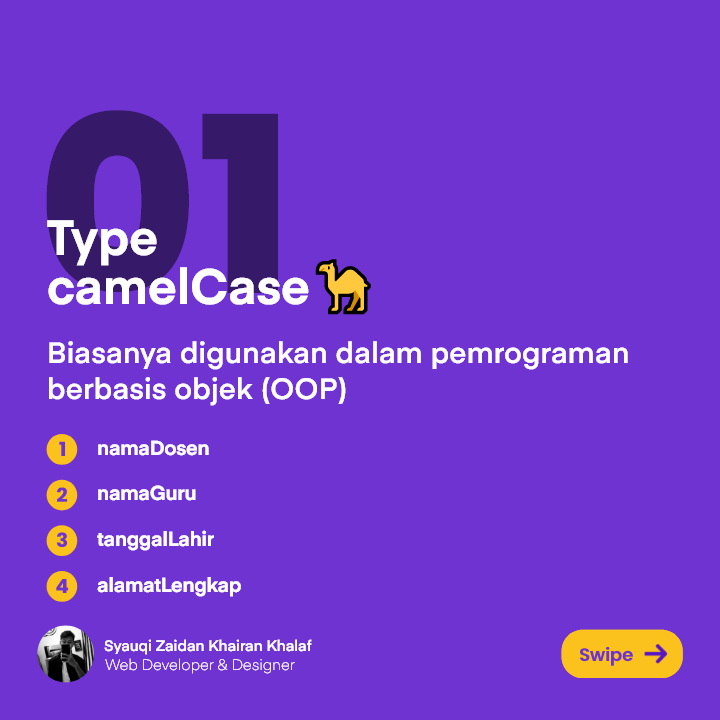 01
Type
camelCase
Biasanya digunakan dalam pemrograman
berbasis objek (OOP)
1 namaDosen
2 namaGuru
3 tanggalLahir
4 alamatLengkap
Syauqi Zaidan Khairan Khalaf
Web Developer & Designer
Swipe